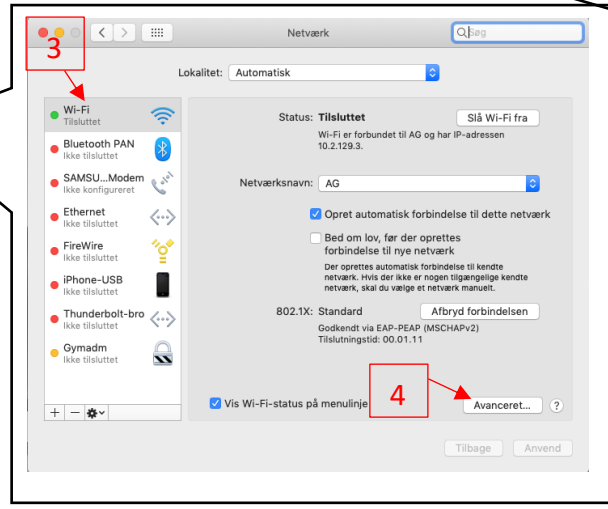 3
Netværk
Søg
Lokalitet: Automatisk
Wi-Fi
Tilsluttet
Bluetooth PAN
Ikke tilsluttet
SAMSU...Modem
Ikke konfigureret
Ethernet
Ikke tilsluttet
FireWire
Ikke tilsluttet
iPhone-USB
Ikke tilsluttet
Thunderbolt-bro
Ikke tilsluttet
Gymadm
Ikke tilsluttet
Status: Tilsluttet
Slå Wi-Fi fra
Wi-Fi er forbundet til AG og har IP-adressen
10.2.129.3.
Netværksnavn: AG
Opret automatisk forbindelse til dette netværk
Bed om lov, før der oprettes
forbindelse til nye netværk
Der oprettes automatisk forbindelse til kendte
netværk. Hvis der ikke er nogen tilgængelige kendte
netværk, skal du vælge et netværk manuelt.
802.1X: Standard
Afbryd forbindelsen
Godkendt via EAP-PEAP (MSCHAPv2)
Tilslutningstid: 00.01.11
Vis Wi-Fi-status på menulinje
4
Avanceret...
?
Tilbage
Anvend